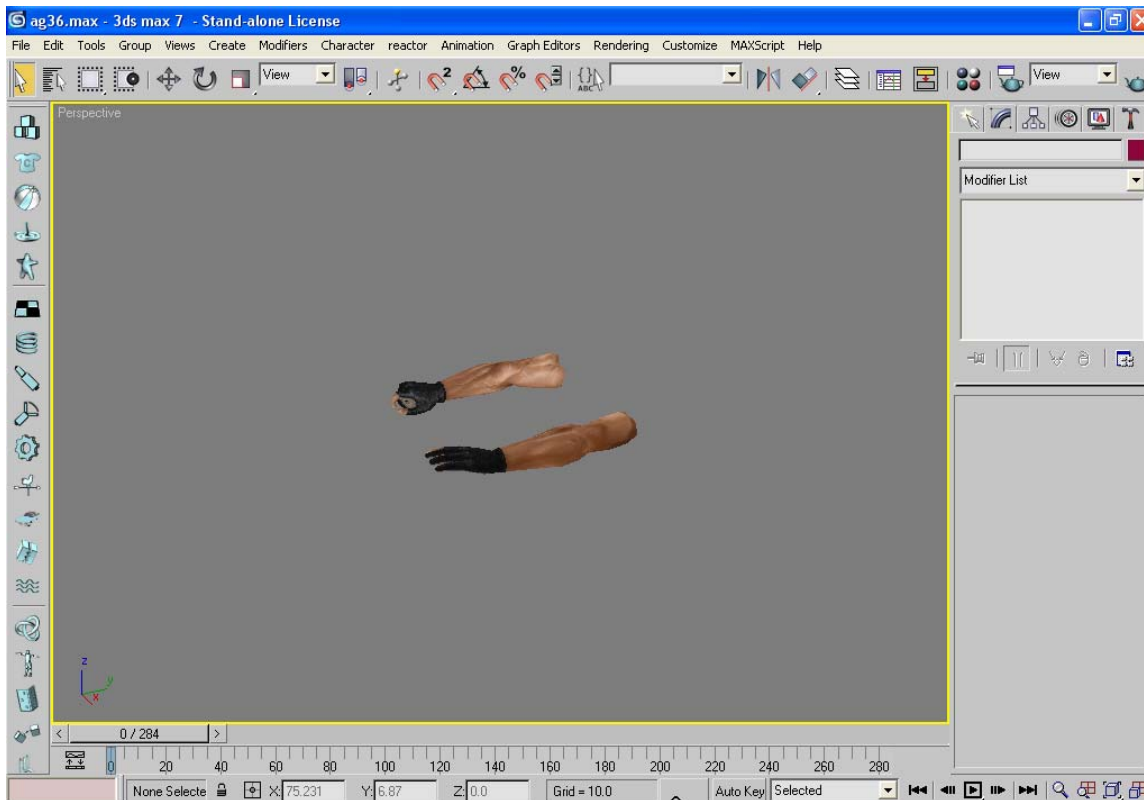 ag36.max - 3ds max 7 - Stand-alone License
File Edit Tools Group Views Create Modifiers Character reactor Animation Graph Editors Rendering Customize MAXScript Help
View View
Perspective
Modifier List
z
y
x
< 0 / 284 >
0 20 40 60 80 100 120 140 160 180 200 220 240 260 280
None Selecte X: 75.231 Y: 6.87 Z: 0.0 Grid = 10.0 Auto Key Selected